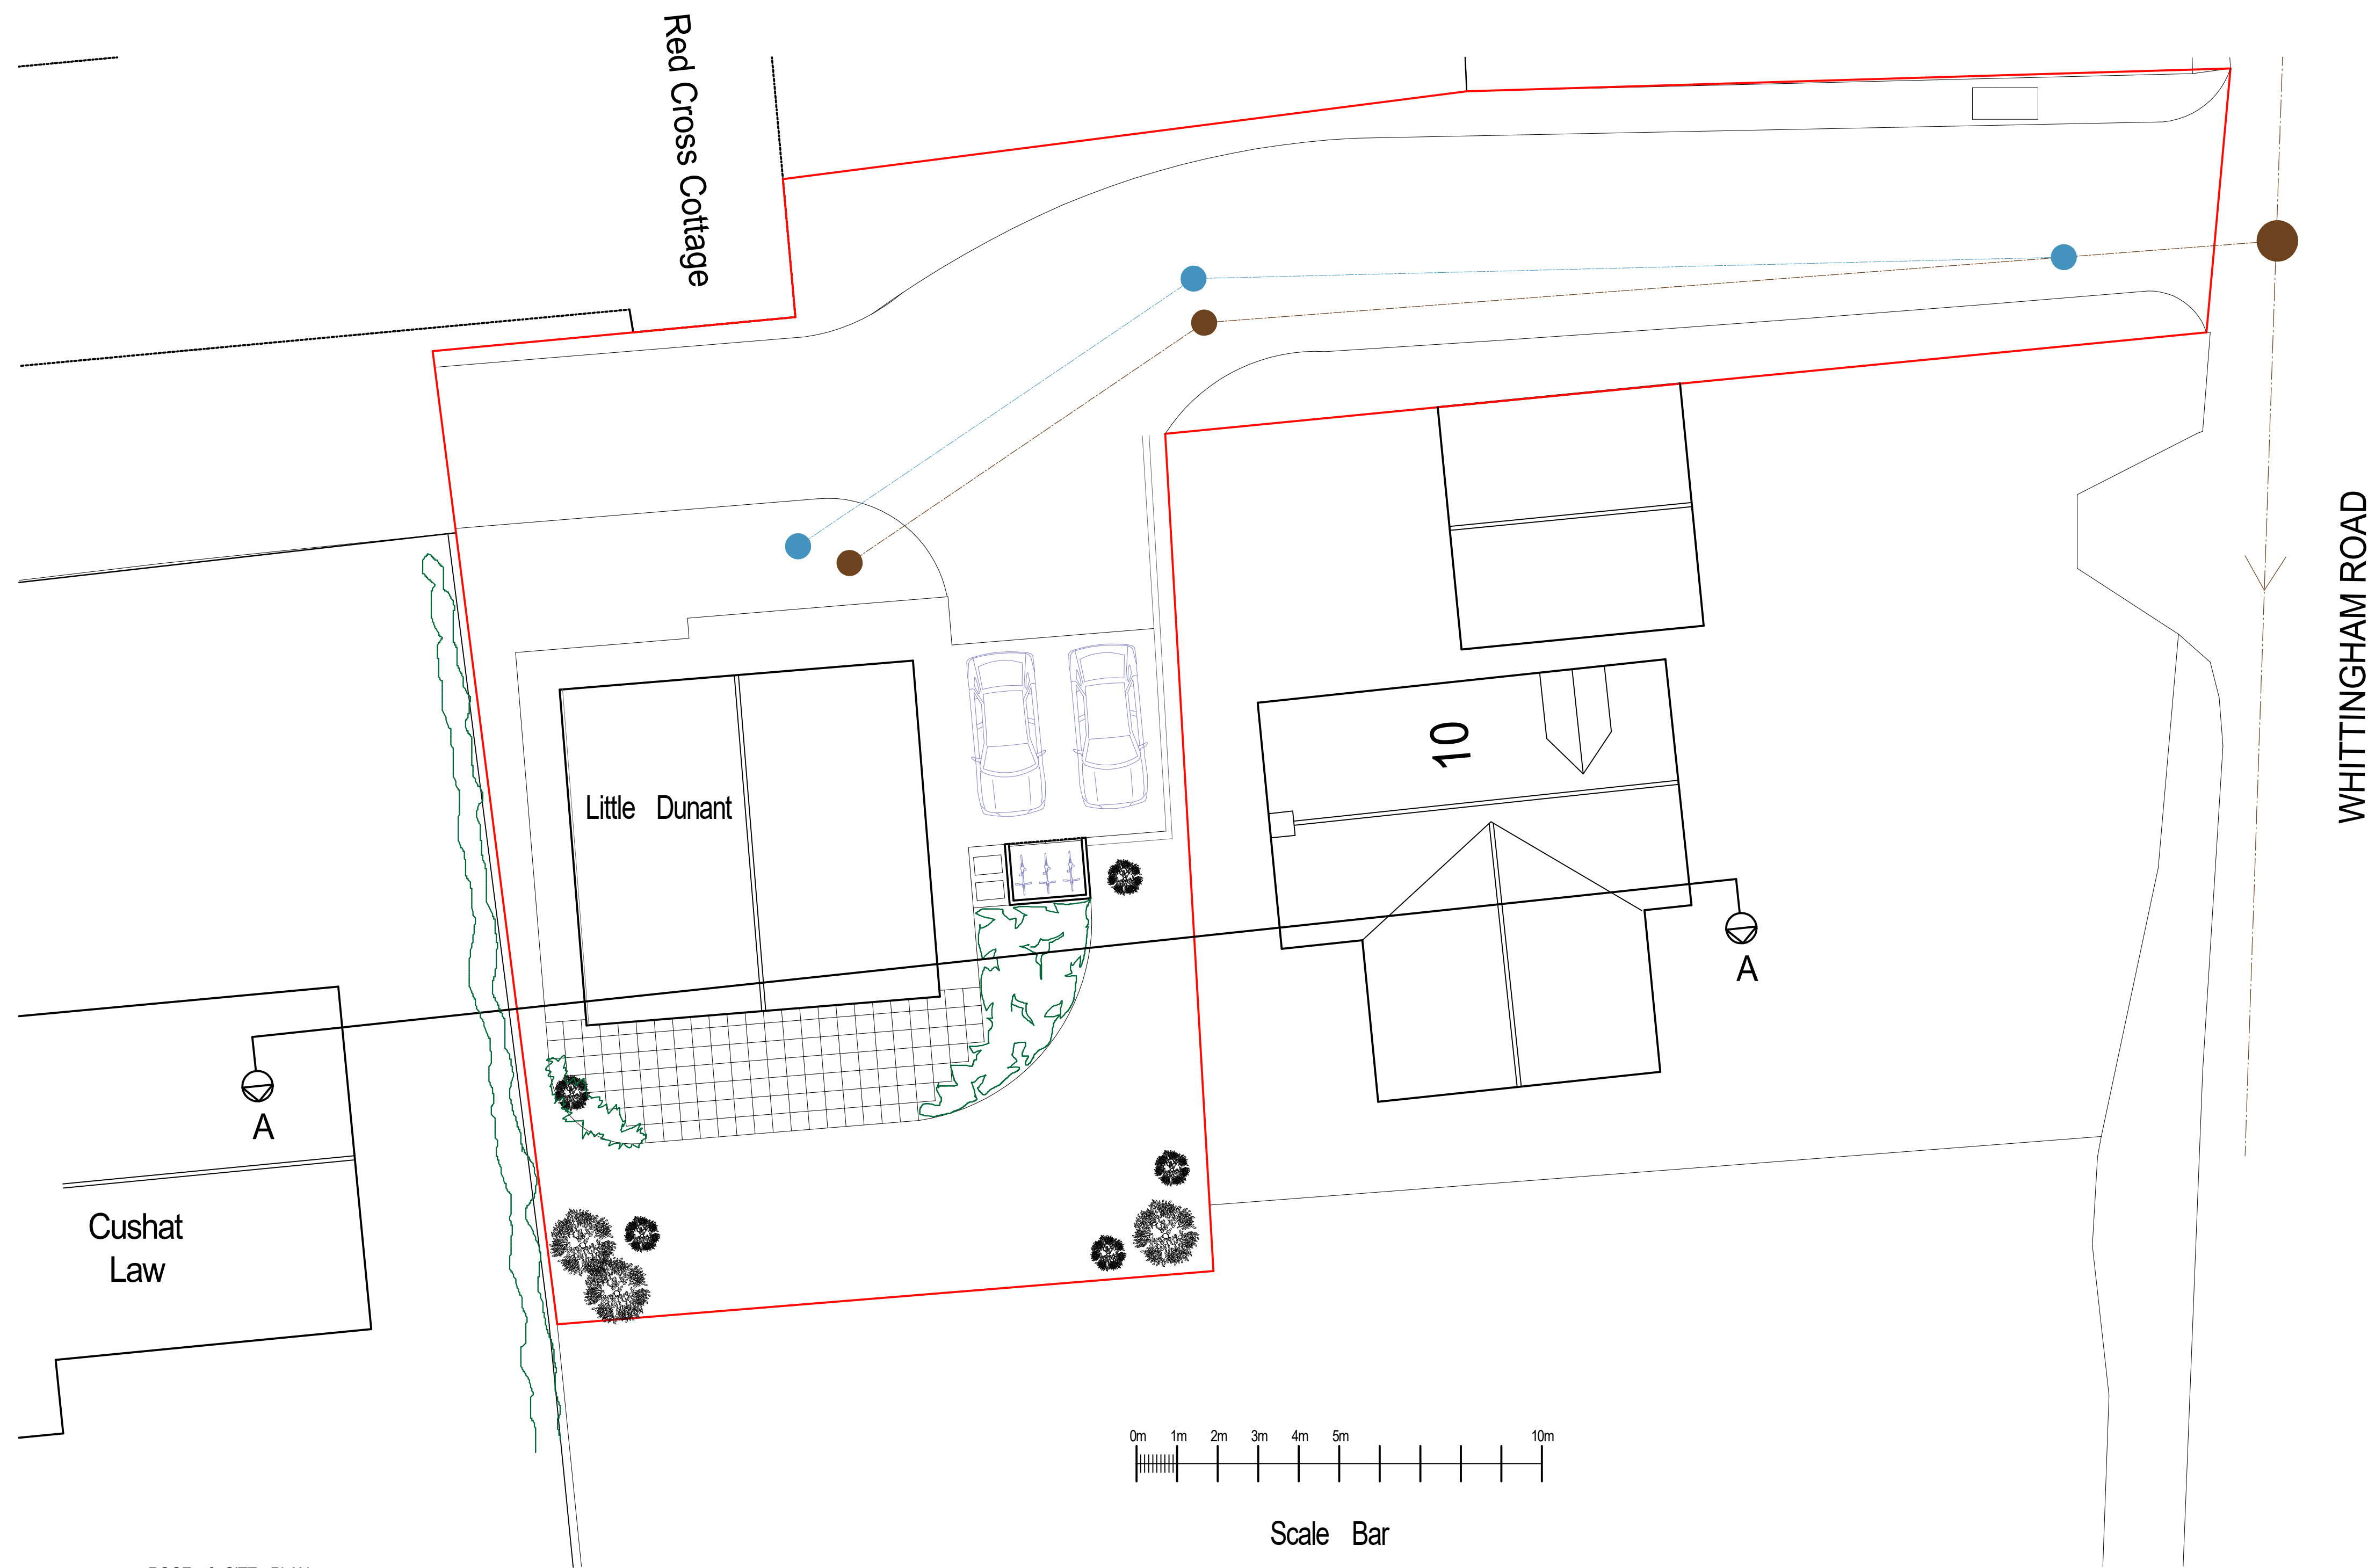 Red Cross Cottage
WHITTINGHAM ROAD
10
Little Dunant
A
A
Cushat
Law
0m 1m 2m 3m 4m 5m 10m
Scale Bar